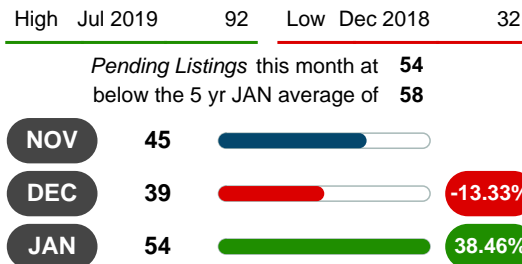 High Jul 2019 92 Low Dec 2018 32
Pending Listings this month at 54
below the 5 yr JAN average of 58
NOV 45
DEC 39 -13.33%
JAN 54 38.46%